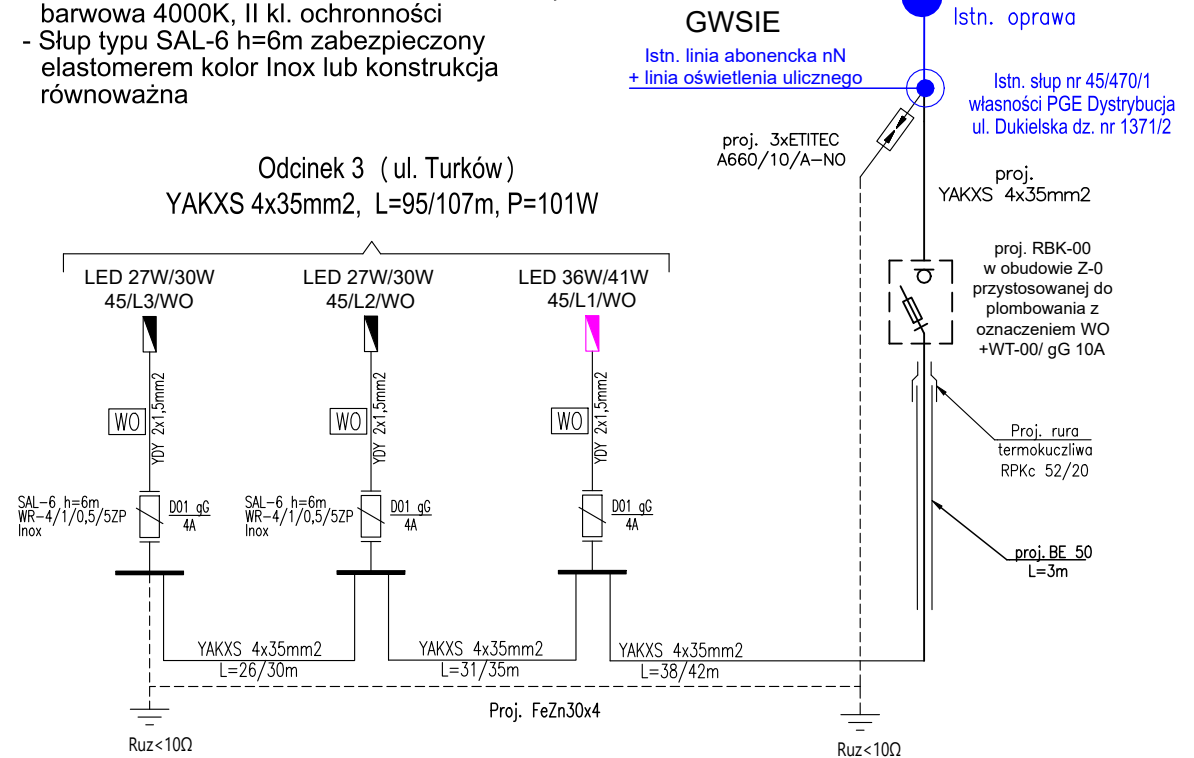 barwowa 4000K, II kl. ochronności
- Słup typu SAL-6 h=6m zabezpieczony
elastomerem kolor Inox lub konstrukcja
równoważna
GWSIE
Istn. linia abonencka nN
+ linia oświetlenia ulicznego
Istn. oprawa
Istn. słup nr 45/470/1
własności PGE Dystrybucja
ul. Dukielska dz. nr 1371/2
proj. 3xETITEC
A660/10/A-NO
proj.
YAKXS 4x35mm2
Odcinek 3 (ul. Turków)
YAKXS 4x35mm2, L=95/107m, P=101W
LED 27W/30W
45/L3/WO
LED 27W/30W
45/L2/WO
LED 36W/41W
45/L1/WO
proj. RBK-00
w obudowie Z-0
przystosowanej do
plombowania z
oznaczeniem WO
+WT-00/ gG 10A
WO
YDY 2x1,5mm2
WO
YDY 2x1,5mm2
WO
YDY 2x1,5mm2
Proj. rura
termokuczliwa
RPKc 52/20
SAL-6 h=6m
WR-4/1/0,5/5ZP
Inox
D01 gG
4A
SAL-6 h=6m
WR-4/1/0,5/5ZP
Inox
D01 gG
4A
D01 gG
4A
proj. BE 50
L=3m
YAKXS 4x35mm2
L=26/30m
YAKXS 4x35mm2
L=31/35m
YAKXS 4x35mm2
L=38/42m
Proj. FeZn30x4
Ruz<10Ω
Ruz<10Ω